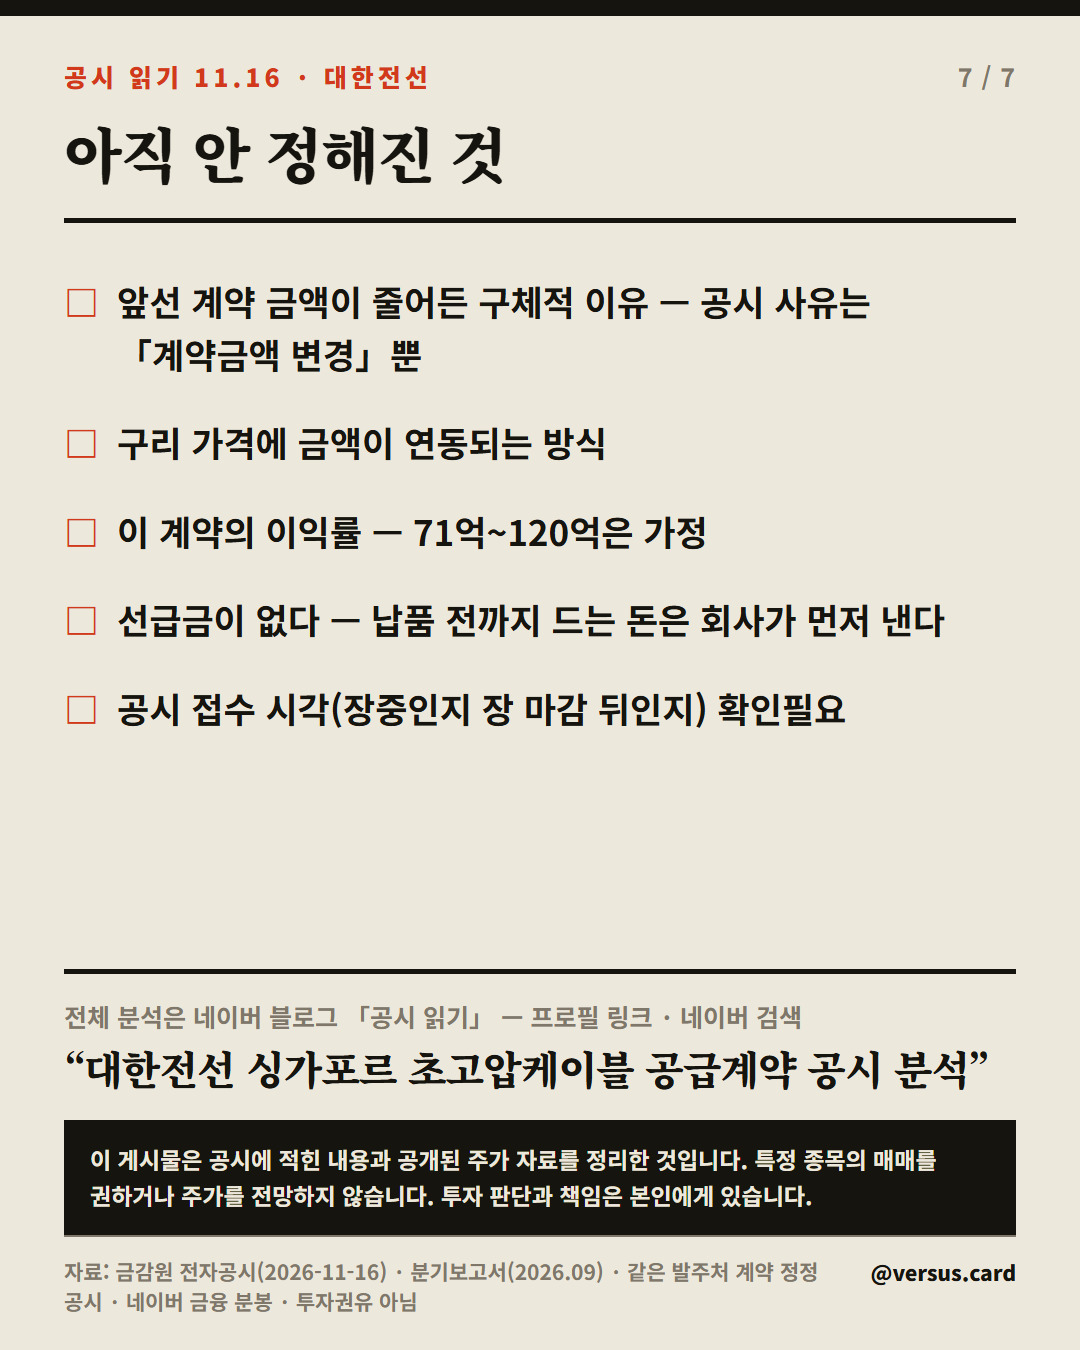 공시 읽기 11.16 · 대한전선
7 / 7
아직 안 정해진 것
□ 앞선 계약 금액이 줄어든 구체적 이유 — 공시 사유는
「계약금액 변경」뿐
□ 구리 가격에 금액이 연동되는 방식
□ 이 계약의 이익률 — 71억~120억은 가정
□ 선급금이 없다 — 납품 전까지 드는 돈은 회사가 먼저 낸다
□ 공시 접수 시각(장중인지 장 마감 뒤인지) 확인필요
전체 분석은 네이버 블로그 「공시 읽기」 — 프로필 링크 · 네이버 검색
“대한전선 싱가포르 초고압케이블 공급계약 공시 분석”
이 게시물은 공시에 적힌 내용과 공개된 주가 자료를 정리한 것입니다. 특정 종목의 매매를
권하거나 주가를 전망하지 않습니다. 투자 판단과 책임은 본인에게 있습니다.
자료: 금감원 전자공시(2026-11-16) · 분기보고서(2026.09) · 같은 발주처 계약 정정
공시 · 네이버 금융 분봉 · 투자권유 아님
@versus.card